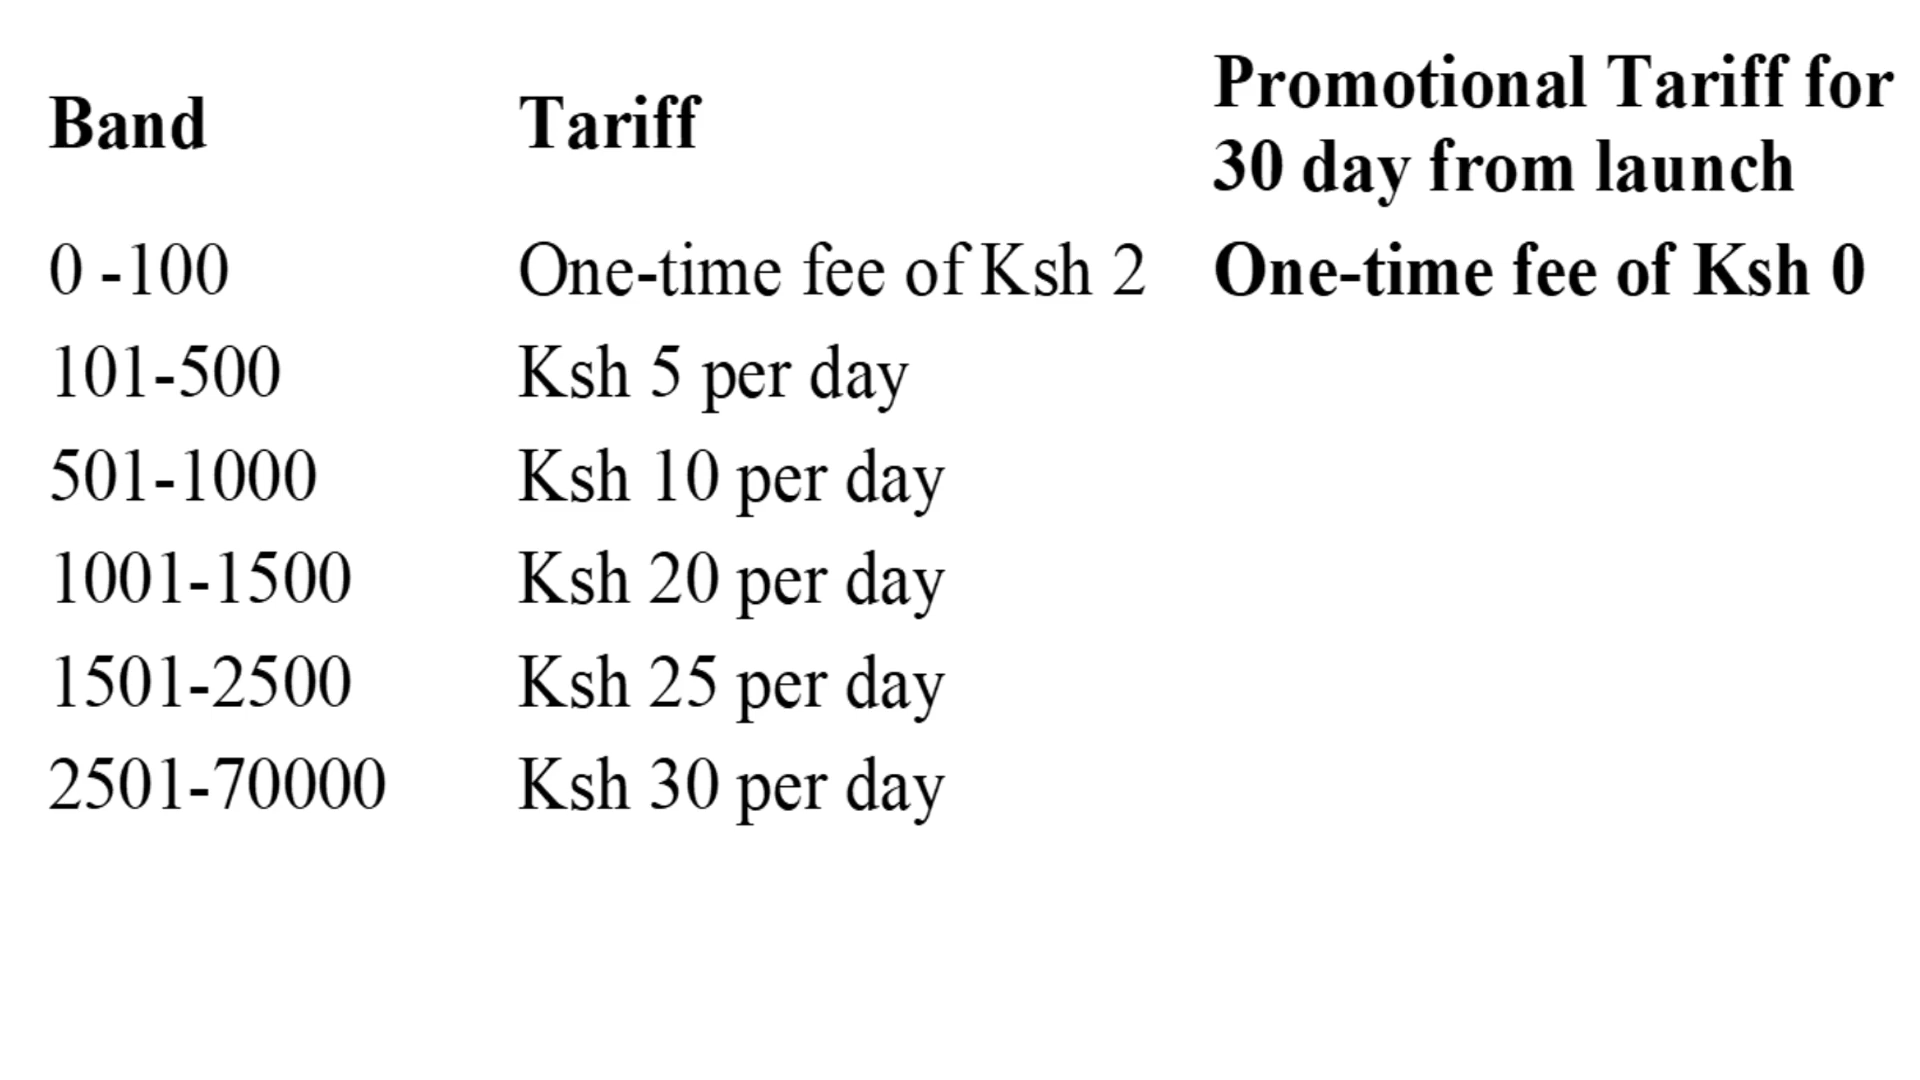 Band Tariff Promotional Tariff for
30 day from launch
0 -100 One-time fee of Ksh 2 One-time fee of Ksh 0
101-500 Ksh 5 per day
501-1000 Ksh 10 per day
1001-1500 Ksh 20 per day
1501-2500 Ksh 25 per day
2501-70000 Ksh 30 per day